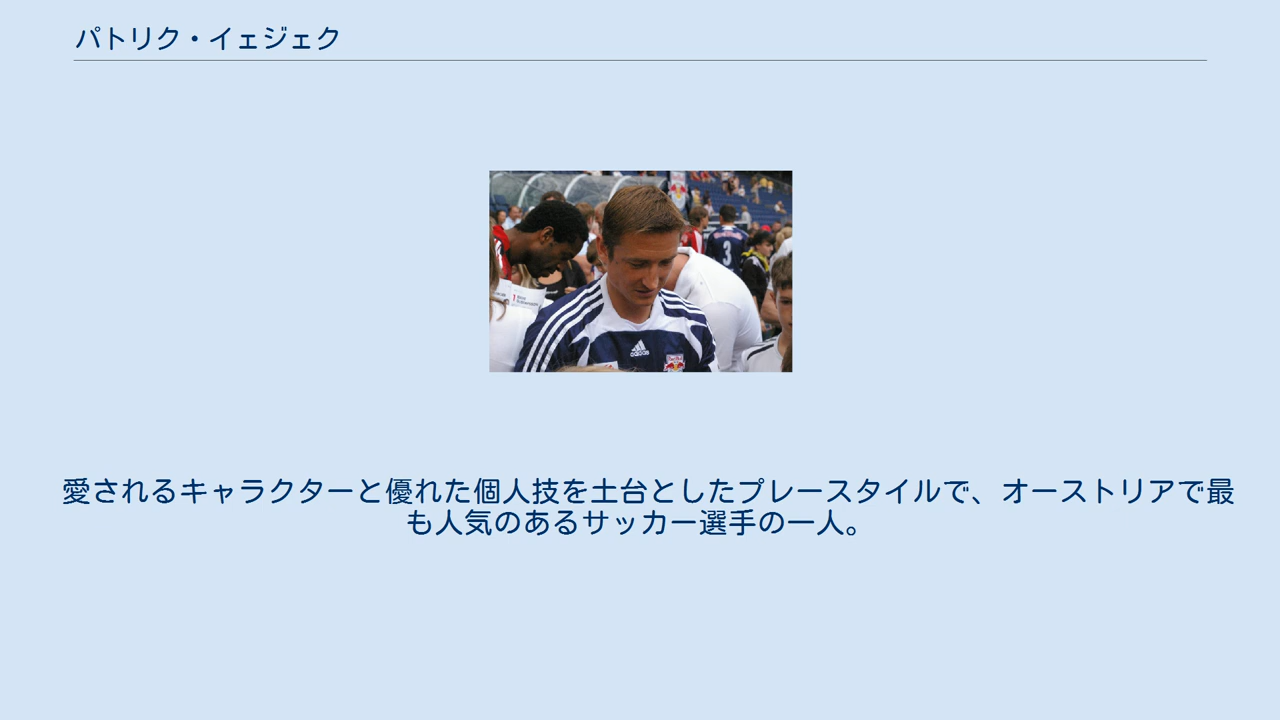 パトリク・イェジェク
3
adidas
愛されるキャラクターと優れた個人技を土台としたプレースタイルで、オーストリアで最
も人気のあるサッカー選手の一人。